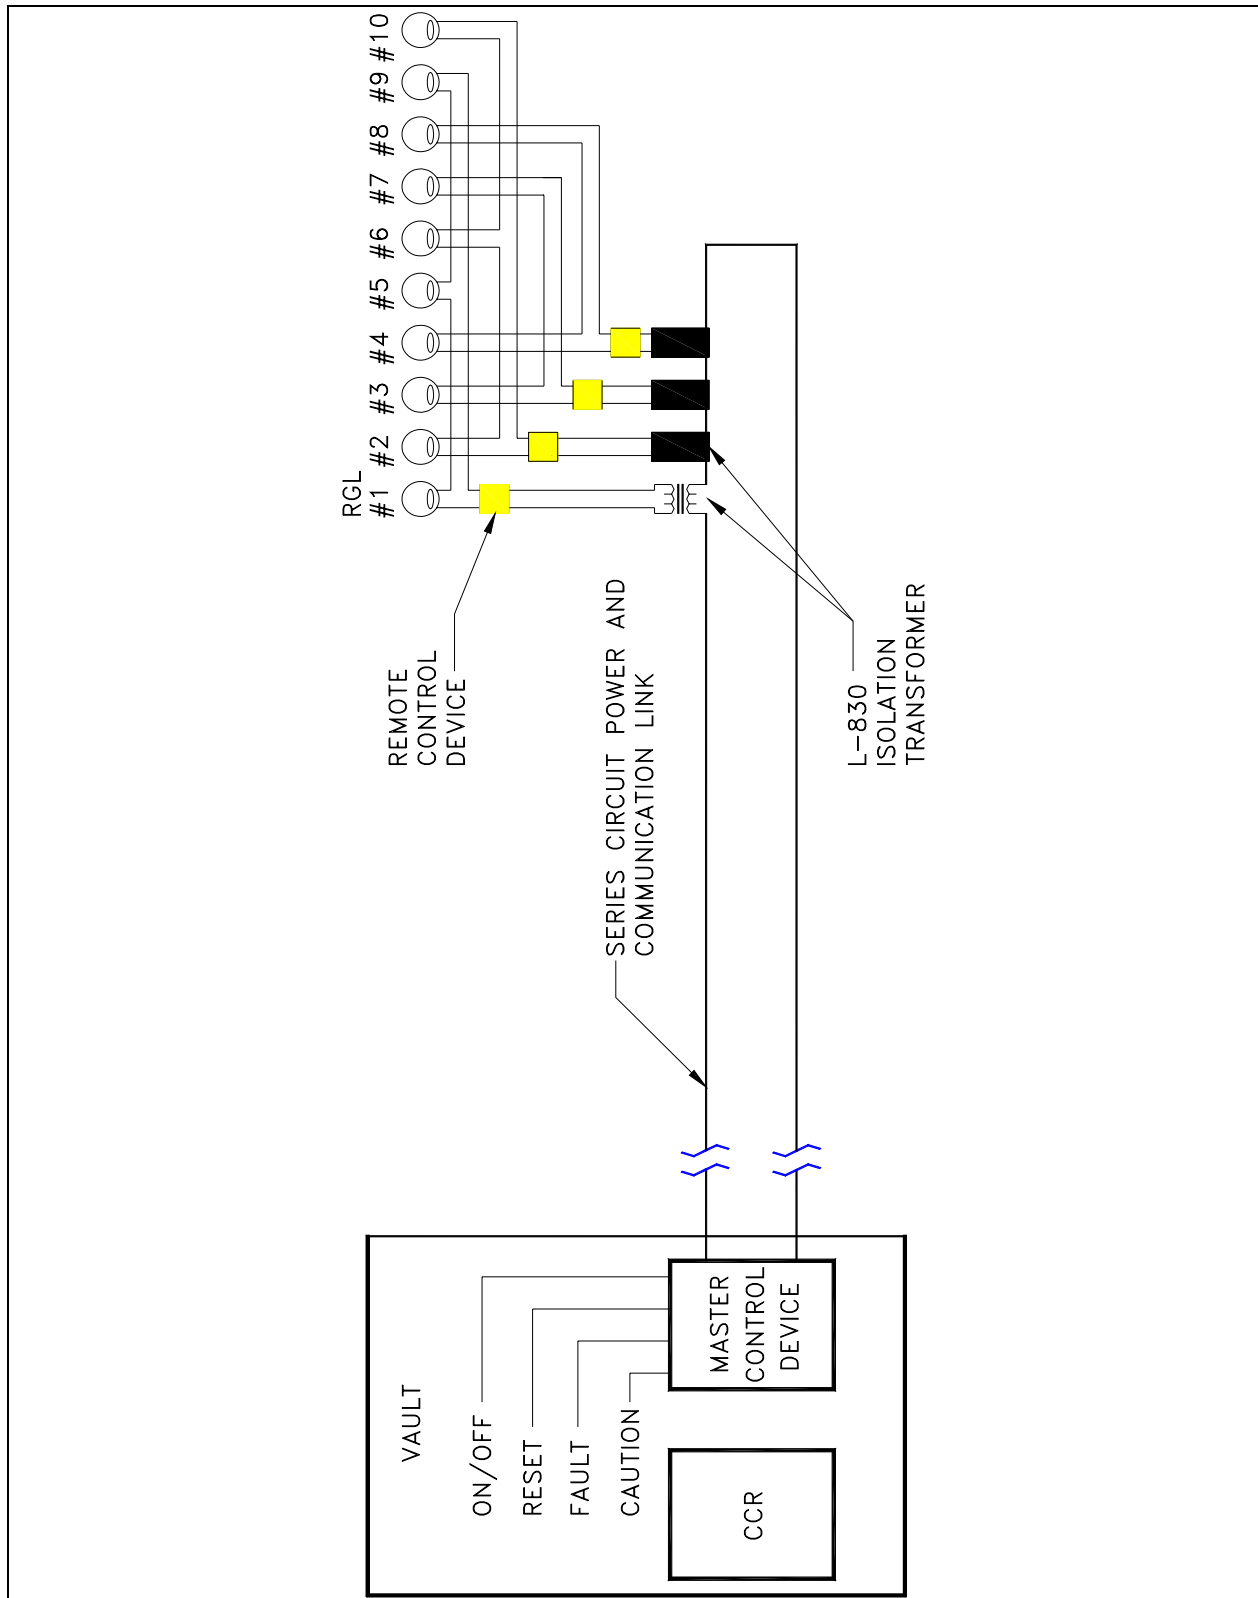 RGL
#1
#2
#3
#4
#5
#6
#7
#8
#9
#10
REMOTE
CONTROL
DEVICE
SERIES CIRCUIT POWER AND
COMMUNICATION LINK
L-830
ISOLATION
TRANSFORMER
VAULT
ON/OFF
RESET
FAULT
CAUTION
MASTER
CONTROL
DEVICE
CCR